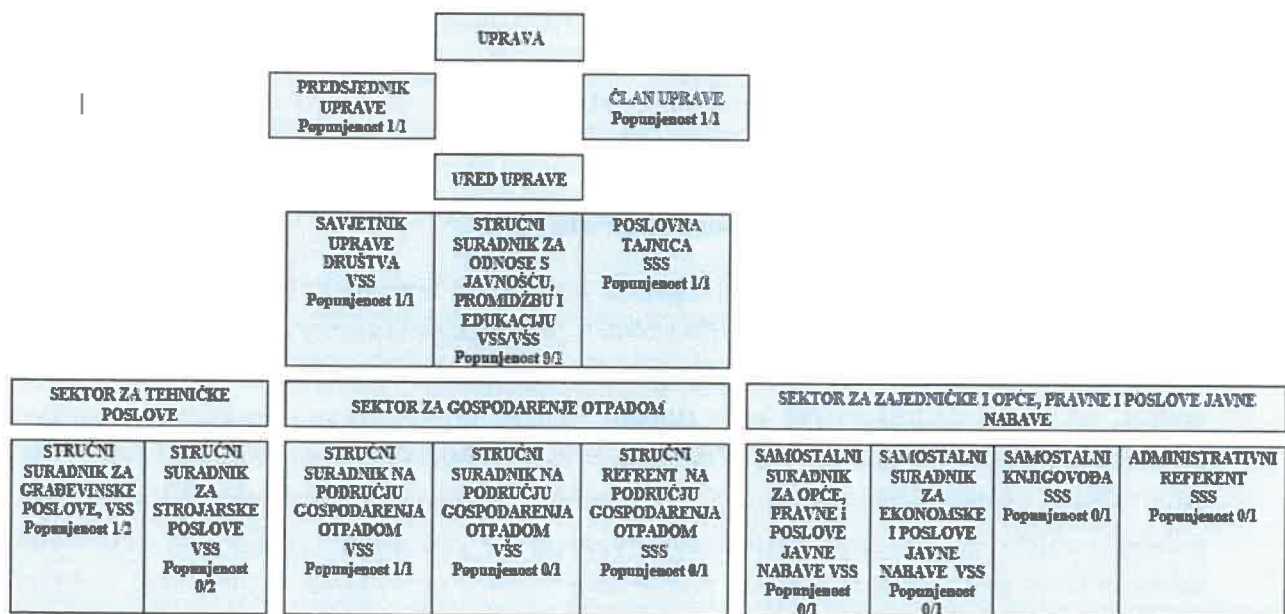 UPRAVA
PREDSJEDNIK
UPRAVE
Popunjenost 1/1
ČLAN UPRAVE
Popunjenost 1/1
URED UPRAVE
SAVJETNIK
UPRAVE
DRUŠTVA
VSS
Popunjenost 1/1
STRUČNI
SURADNIK ZA
ODNOSE S
JAVNOŠĆU,
PROMIDŽBU I
EDUKACIJU
VSS/VŠS
Popunjenost 0/1
POSLOVNA
TAJNICA
SSS
Popunjenost 1/1
SEKTOR ZA TEHNIČKE
POSLOVE
STRUČNI
SURADNIK ZA
GRAĐEVINSKE
POSLOVE, VSS
Popunjenost 1/2
STRUČNI
SURADNIK
ZA
STROJARSKE
POSLOVE
VSS
Popunjenost
0/2
SEKTOR ZA GOSPODARENJE OTPADOM
STRUČNI
SURADNIK NA
PODRUČJU
GOSPODARENJA
OTPADOM
VSS
Popunjenost 1/1
STRUČNI
SURADNIK NA
PODRUČJU
GOSPODARENJA
OTPADOM
VŠS
Popunjenost 0/1
STRUČNI
REFRENT NA
PODRUČJU
GOSPODARENJA
OTPADOM
SSS
Popunjenost 0/1
SEKTOR ZA ZAJEDNIČKE I OPĆE, PRAVNE I POSLOVE JAVNE
NABAVE
SAMOSTALNI
SURADNIK
ZA OPĆE,
PRAVNE i
POSLOVE
JAVNE
NABAVE VSS
Popunjenost
0/1
SAMOSTALNI
SURADNIK
ZA
EKONOMSKE
I POSLOVE
JAVNE
NABAVE VSS
Popunjenost
0/1
SAMOSTALNI
KNJIGOVOĐA
SSS
Popunjenost 0/1
ADMINISTRATIVNI
REFERENT
SSS
Popunjenost 0/1